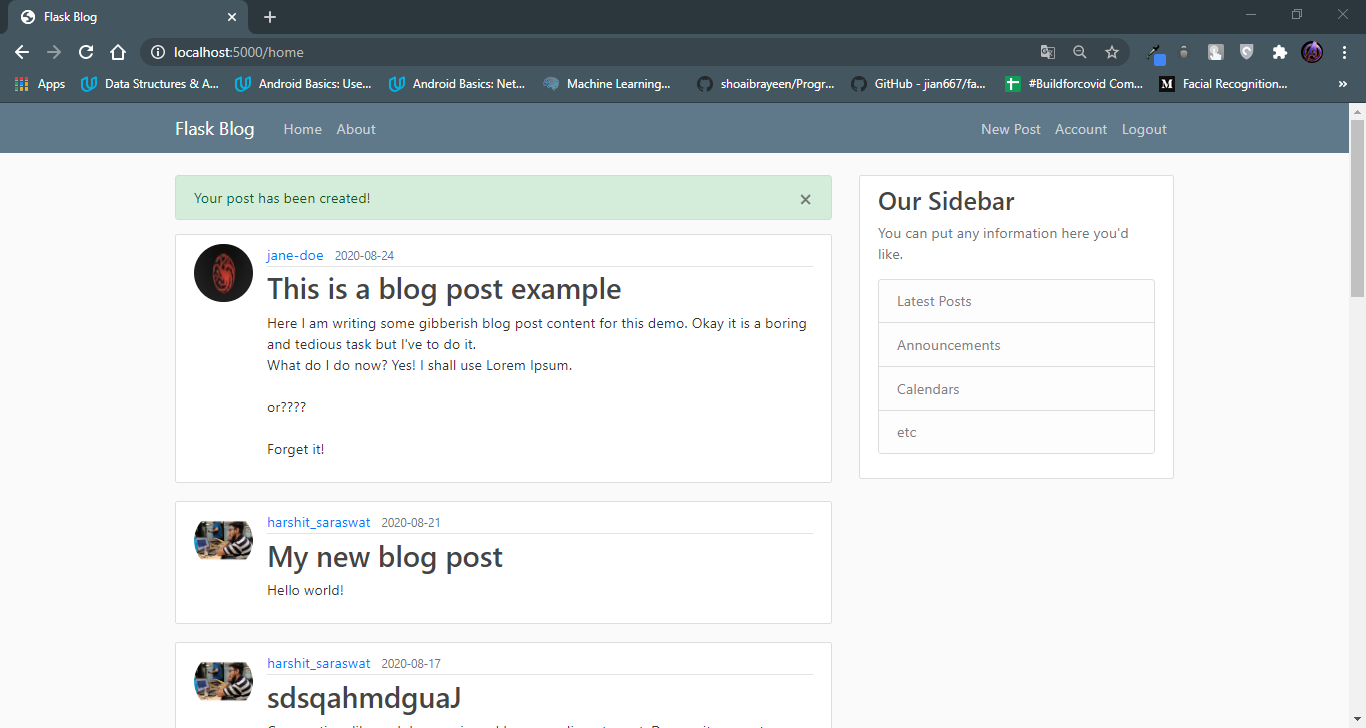 Flask Blog
localhost:5000/home
Apps
Data Structures & A...
Android Basics: Use...
Android Basics: Net...
Machine Learning...
shoaibrayeen/Progr...
GitHub - jian667/fa...
#Buildforcovid Com...
Facial Recognition...
Flask Blog Home About New Post Account Logout
Your post has been created! ×
jane-doe 2020-08-24
This is a blog post example
Here I am writing some gibberish blog post content for this demo. Okay it is a boring
and tedious task but I've to do it.
What do I do now? Yes! I shall use Lorem Ipsum.
or????
Forget it!
harshit_saraswat 2020-08-21
My new blog post
Hello world!
harshit_saraswat 2020-08-17
sdsqahmdguaJ
Our Sidebar
You can put any information here you'd
like.
Latest Posts
Announcements
Calendars
etc